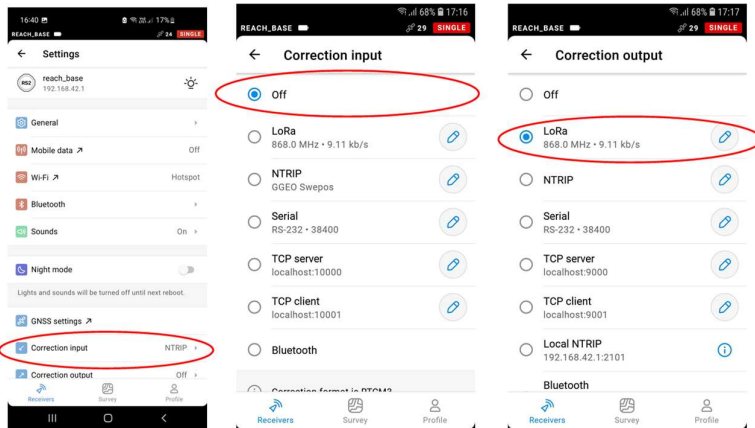 16:40
17%
REACH_BASE
24 SINGLE
Settings
RS2
reach_base
192.168.42.1
General
Mobile data Off
Wi-Fi Hotspot
Bluetooth
Sounds On
Night mode
Lights and sounds will be turned off until next reboot.
GNSS settings
Correction input NTRIP
Correction output Off
Receivers Survey Profile
68% 17:16
REACH_BASE 29 SINGLE
Correction input
Off
LoRa
868.0 MHz • 9.11 kb/s
NTRIP
GGEO Swepos
Serial
RS-232 • 38400
TCP server
localhost:10000
TCP client
localhost:10001
Bluetooth
Correction format is RTCM3
Receivers Survey Profile
68% 17:17
REACH_BASE 29 SINGLE
Correction output
Off
LoRa
868.0 MHz • 9.11 kb/s
NTRIP
Serial
RS-232 • 38400
TCP server
localhost:9000
TCP client
localhost:9001
Local NTRIP
192.168.42.1:2101
Bluetooth
Receivers Survey Profile